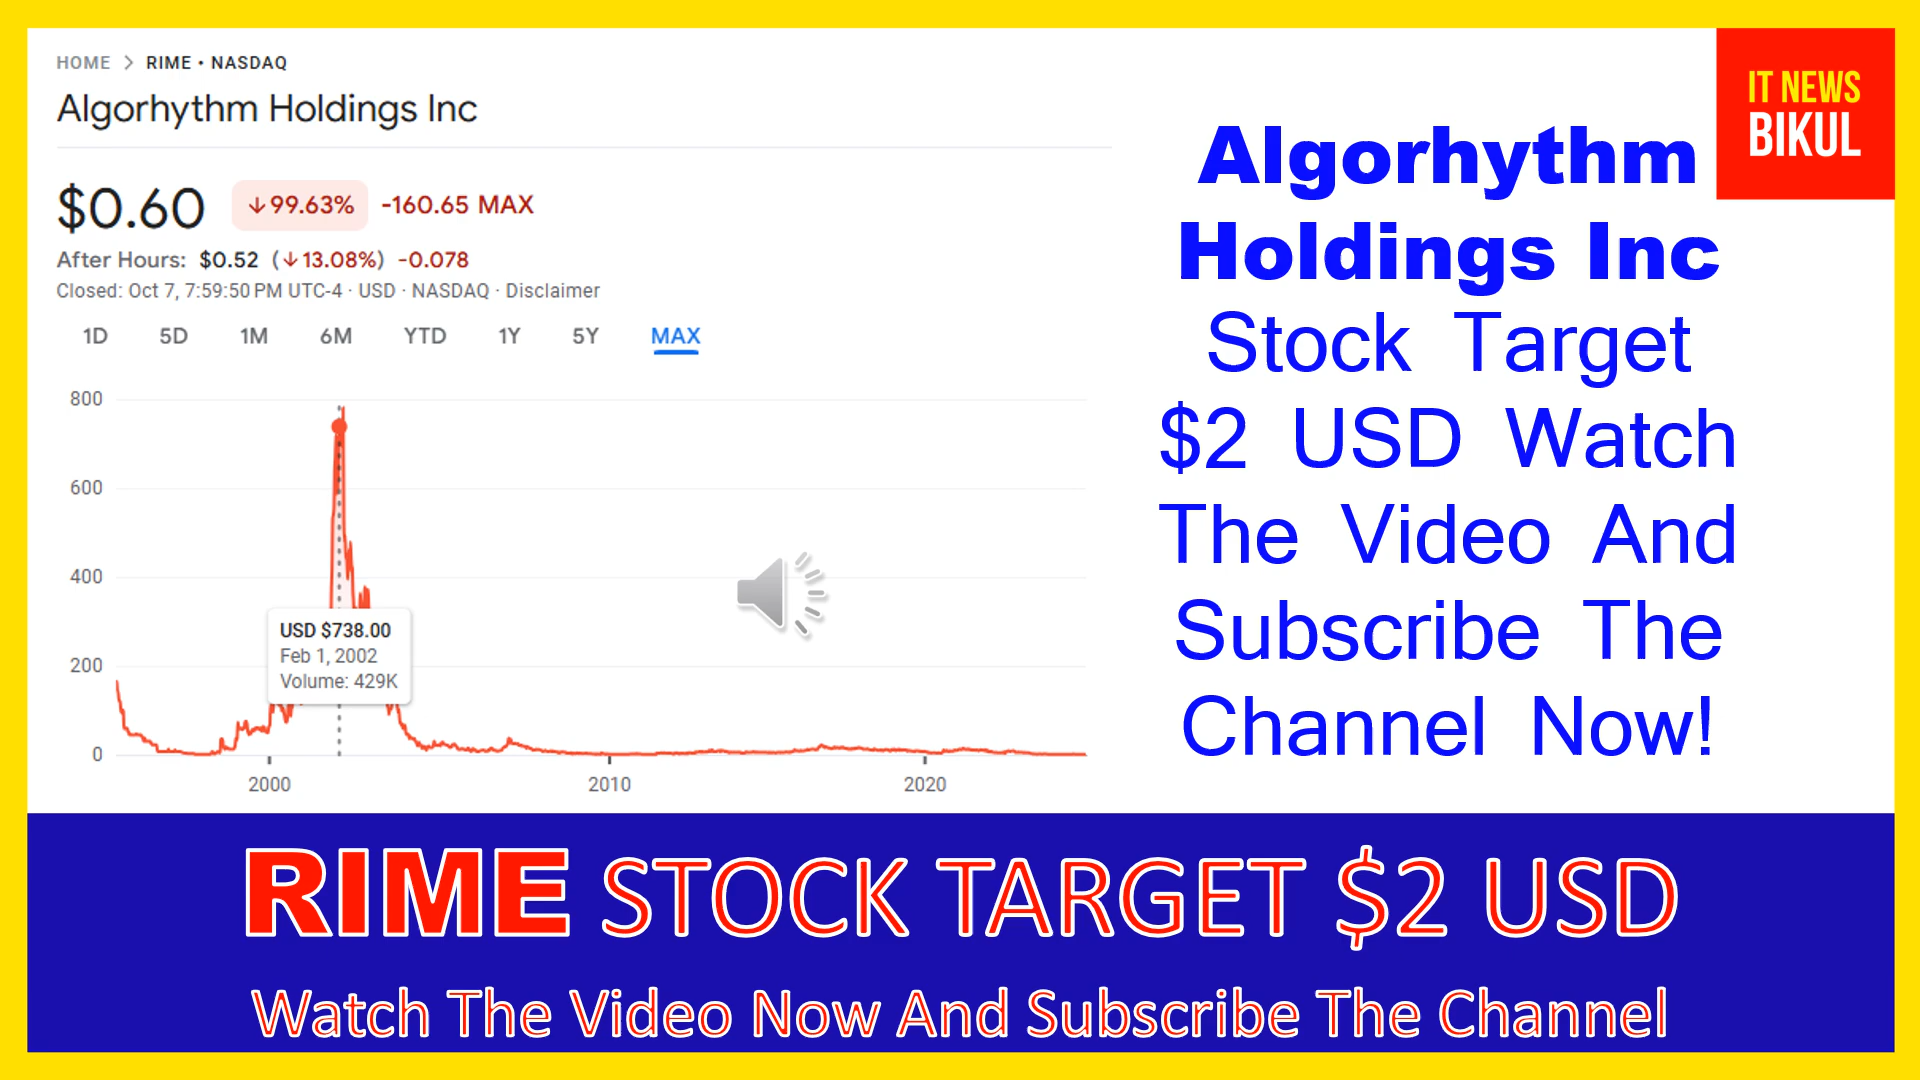 HOME > RIME • NASDAQ
Algorhythm Holdings Inc
$0.60 ↓99.63% -160.65 MAX
After Hours: $0.52 (↓13.08%) -0.078
Closed: Oct 7, 7:59:50 PM UTC-4 · USD · NASDAQ · Disclaimer
1D 5D 1M 6M YTD 1Y 5Y MAX
800
600
400
200
0
USD $738.00
Feb 1, 2002
Volume: 429K
2000 2010 2020
IT NEWS
BIKUL
Algorhythm
Holdings Inc
Stock Target
$2 USD Watch
The Video And
Subscribe The
Channel Now!
RIME STOCK TARGET $2 USD
Watch The Video Now And Subscribe The Channel